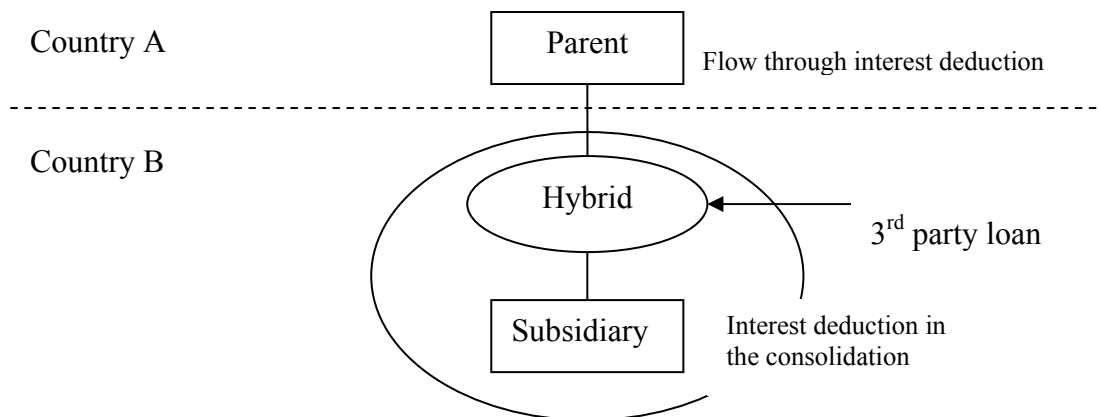 Country A
Parent
Flow through interest deduction
Country B
Hybrid
3rd party loan
Subsidiary
Interest deduction in
the consolidation